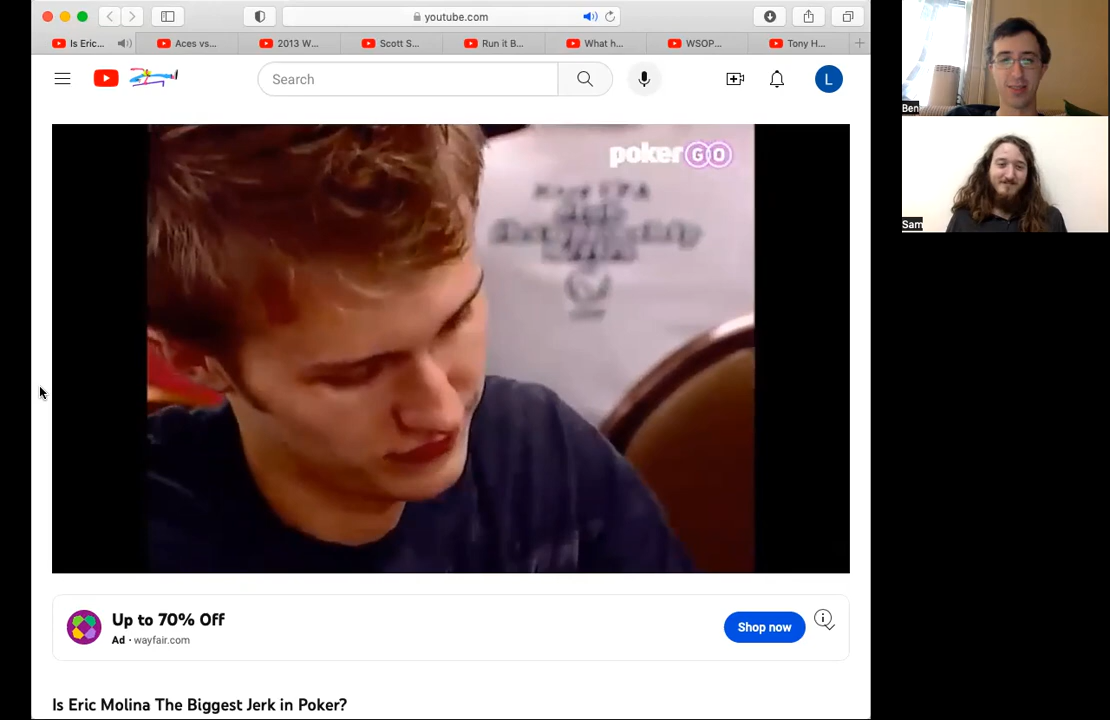 youtube.com
Is Eric...
Aces vs...
2013 W...
Scott S...
Run it B...
What h...
WSOP...
Tony H...
Search
L
pokerGO
Up to 70% Off
Ad · wayfair.com
Shop now
Is Eric Molina The Biggest Jerk in Poker?
Ben
Sam